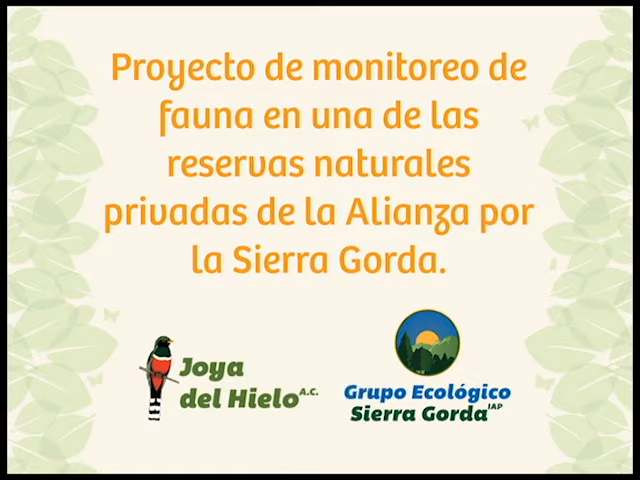 Proyecto de monitoreo de
fauna en una de las
reservas naturales
privadas de la Alianza por
la Sierra Gorda.
Joya
del Hielo A.C.
Grupo Ecológico
Sierra Gorda IAP